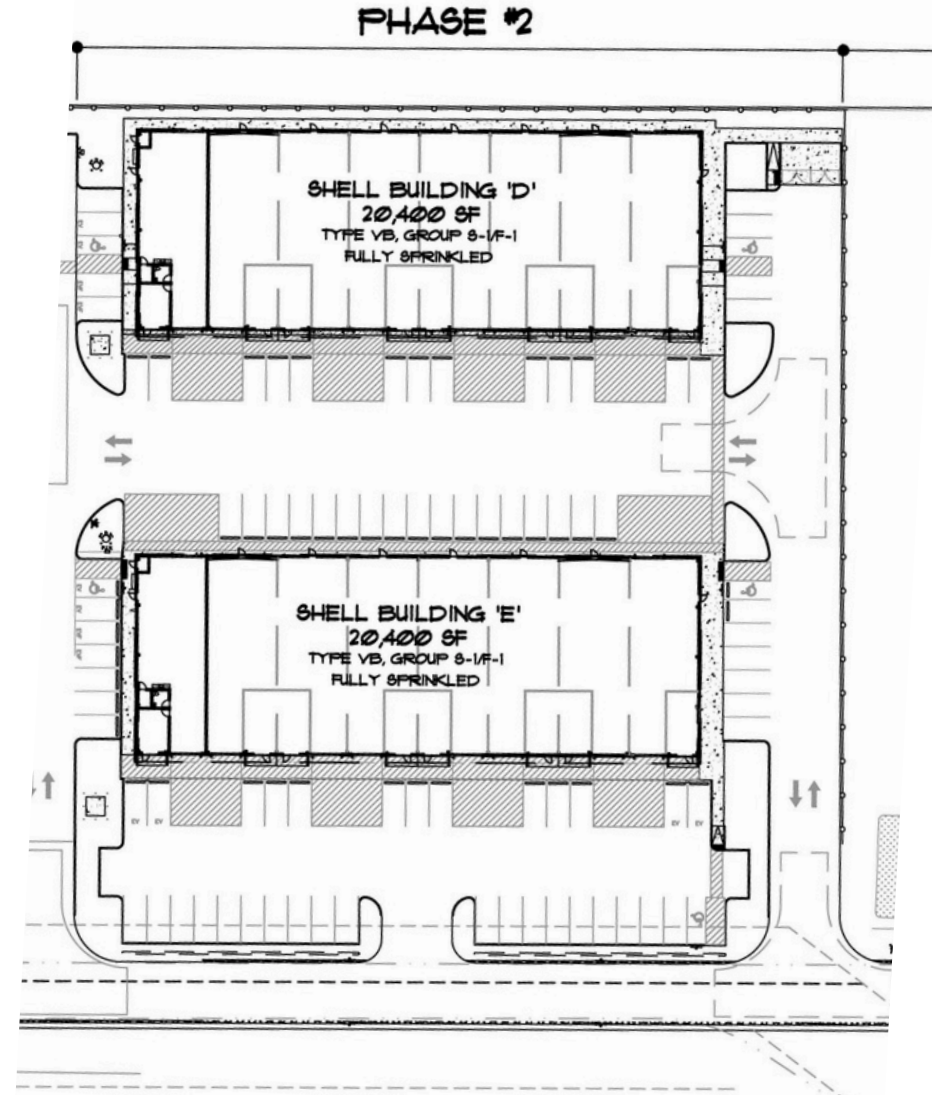 PHASE #2
SHELL BUILDING 'D'
20,400 SF
TYPE VB, GROUP S-1/F-1
FULLY SPRINKLED
SHELL BUILDING 'E'
20,400 SF
TYPE VB, GROUP S-1/F-1
FULLY SPRINKLED
EV EV
EV EV